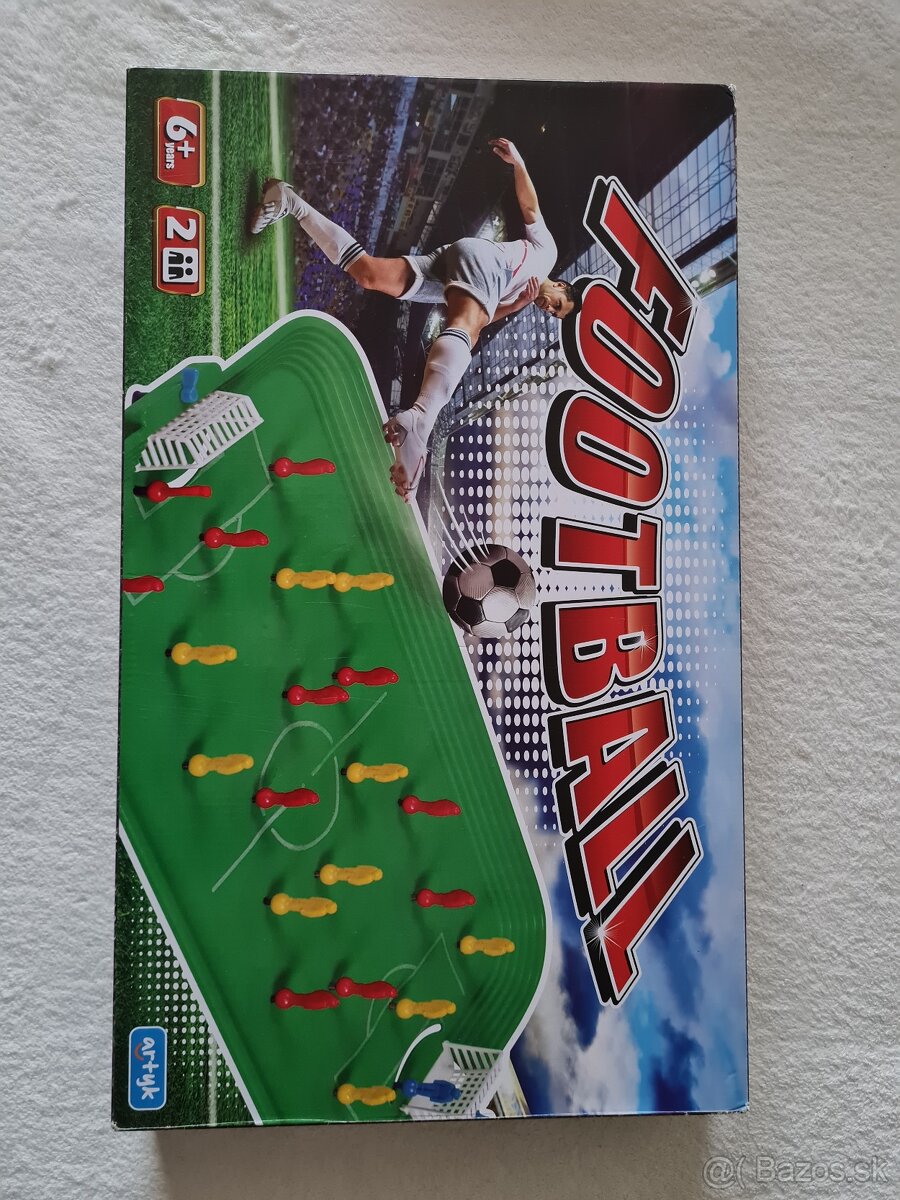 FOOTBALL
6+
years
2
artyk
@( Bazos.sk